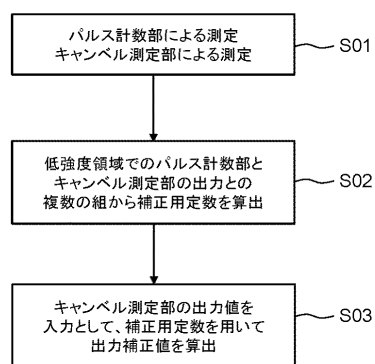 パルス計数部による測定
キャンベル測定部による測定
S01
低強度領域でのパルス計数部と
キャンベル測定部の出力との
複数の組から補正用定数を算出
S02
キャンベル測定部の出力値を
入力として、補正用定数を用いて
出力補正値を算出
S03